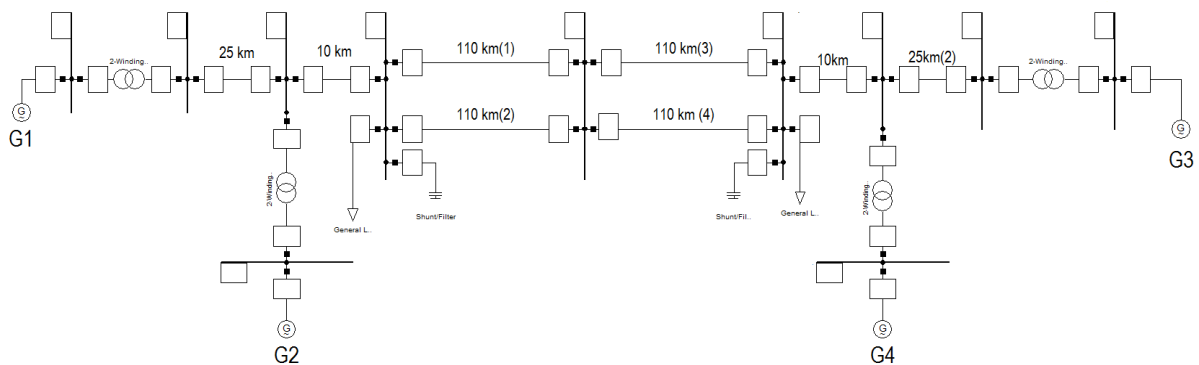 110 km(1)
110 km(3)
25 km
10 km
10km
25km(2)
2-Winding..
2-Winding..
G
~
G1
110 km(2)
110 km (4)
G
~
G3
2-Winding..
2-Winding..
General L..
Shunt/Filter
Shunt/Fil..
General L..
G
~
G2
G
~
G4